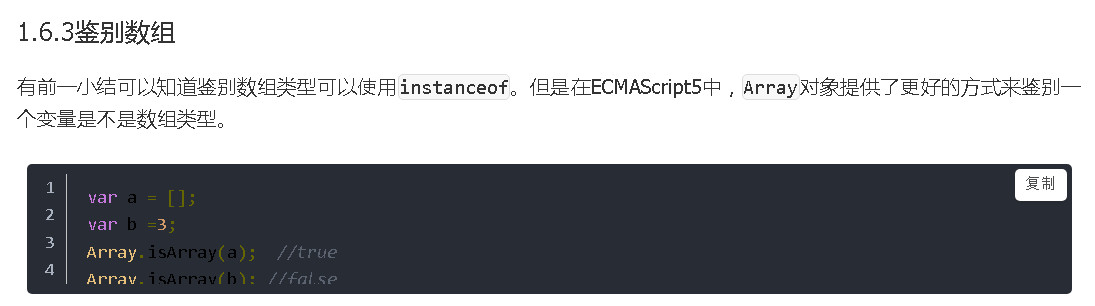 1.6.3鉴别数组
有前一小结可以知道鉴别数组类型可以使用instanceof。但是在ECMAScript5中，Array对象提供了更好的方式来鉴别一
个变量是不是数组类型。
复制
1 var a = [];
2 var b =3;
3 Array.isArray(a);  //true
4 Array.isArray(b); //false